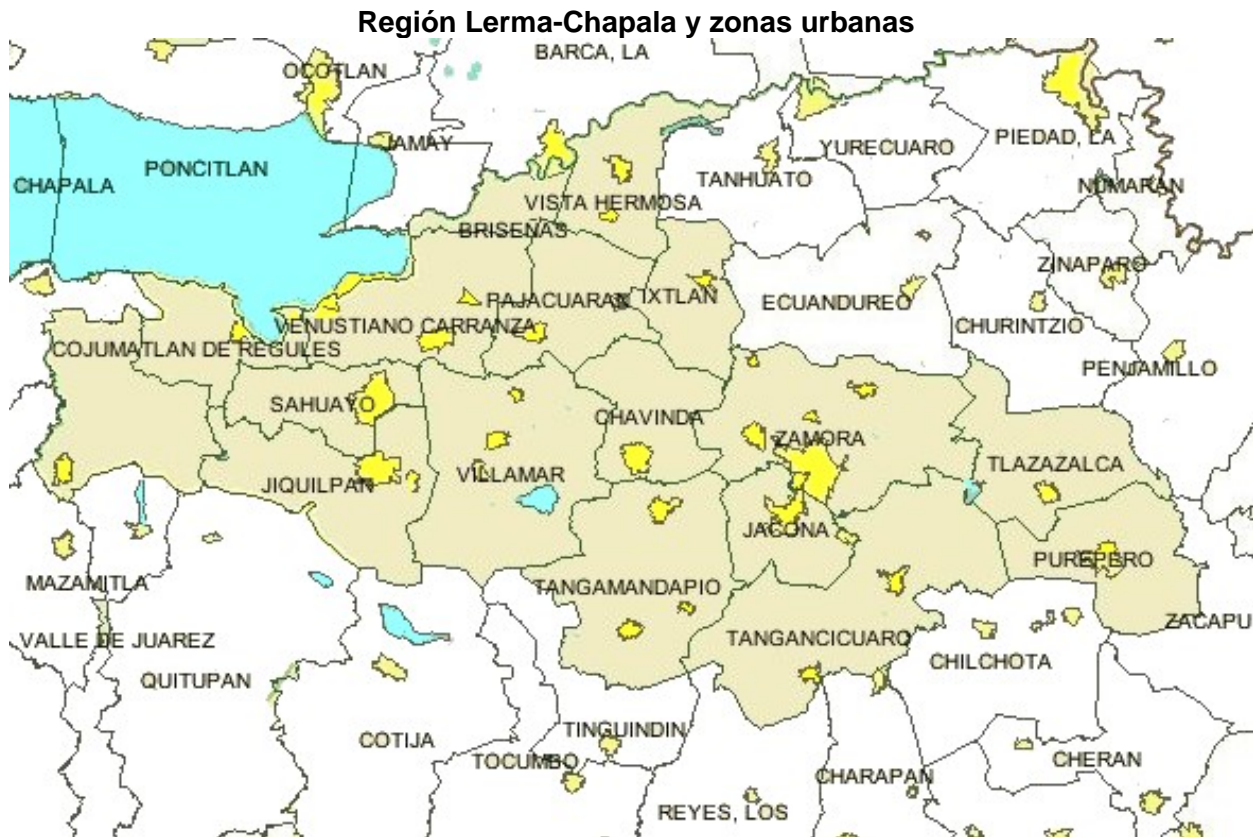 Región Lerma-Chapala y zonas urbanas
BARCA, LA
OCOTLAN
JAMAY
PIEDAD, LA
YURECUARO
PONCITLAN
TANHUATO
CHAPALA
NUMARAN
VISTA HERMOSA
BRISEÑAS
ZINAPARO
PAJACUARAN
IXTLAN
ECUANDUREO
VENUSTIANO CARRANZA
CHURINTZIO
COJUMATLAN DE REGULES
PENJAMILLO
SAHUAYO
CHAVINDA
ZAMORA
TLAZAZALCA
VILLAMAR
JIQUILPAN
JACONA
PUREPERO
MAZAMITLA
TANGAMANDAPIO
ZACAPU
VALLE DE JUAREZ
TANGANCICUARO
CHILCHOTA
QUITUPAN
TINGUINDIN
COTIJA
TOCUMBO
CHERAN
CHARAPAN
REYES, LOS